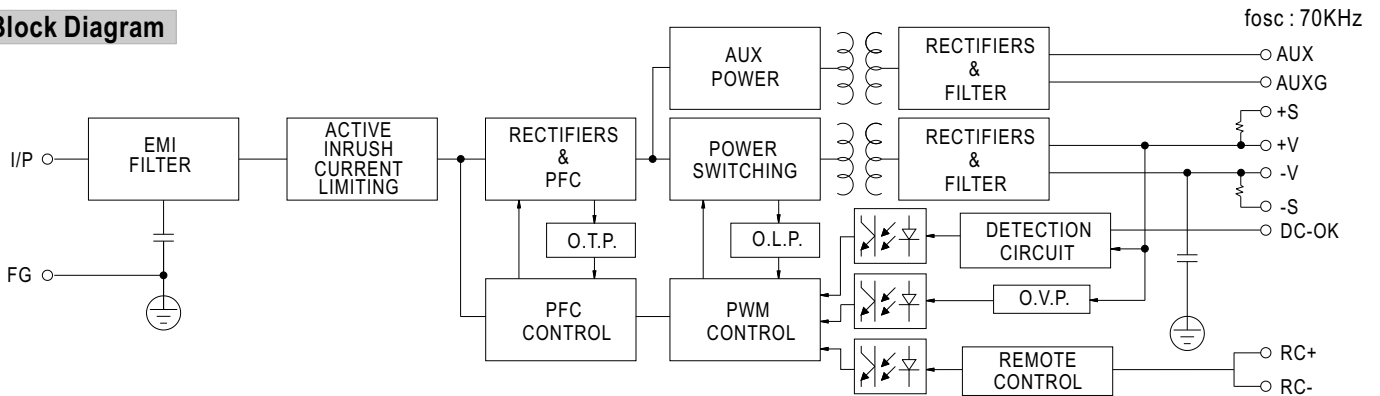 Block Diagram
fosc : 70KHz
I/P
FG
EMI
FILTER
ACTIVE
INRUSH
CURRENT
LIMITING
RECTIFIERS
&
PFC
O.T.P.
PFC
CONTROL
AUX
POWER
POWER
SWITCHING
O.L.P.
PWM
CONTROL
RECTIFIERS
&
FILTER
RECTIFIERS
&
FILTER
DETECTION
CIRCUIT
O.V.P.
REMOTE
CONTROL
AUX
AUXG
+S
+V
-V
-S
DC-OK
RC+
RC-